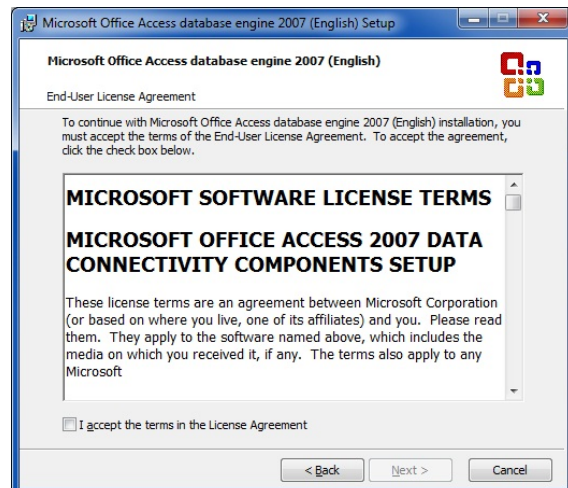 Microsoft Office Access database engine 2007 (English) Setup
Microsoft Office Access database engine 2007 (English)
End-User License Agreement
To continue with Microsoft Office Access database engine 2007 (English) installation, you
must accept the terms of the End-User License Agreement. To accept the agreement,
click the check box below.
MICROSOFT SOFTWARE LICENSE TERMS
MICROSOFT OFFICE ACCESS 2007 DATA
CONNECTIVITY COMPONENTS SETUP
These license terms are an agreement between Microsoft Corporation
(or based on where you live, one of its affiliates) and you. Please read
them. They apply to the software named above, which includes the
media on which you received it, if any. The terms also apply to any
Microsoft
I accept the terms in the License Agreement
< Back Next > Cancel